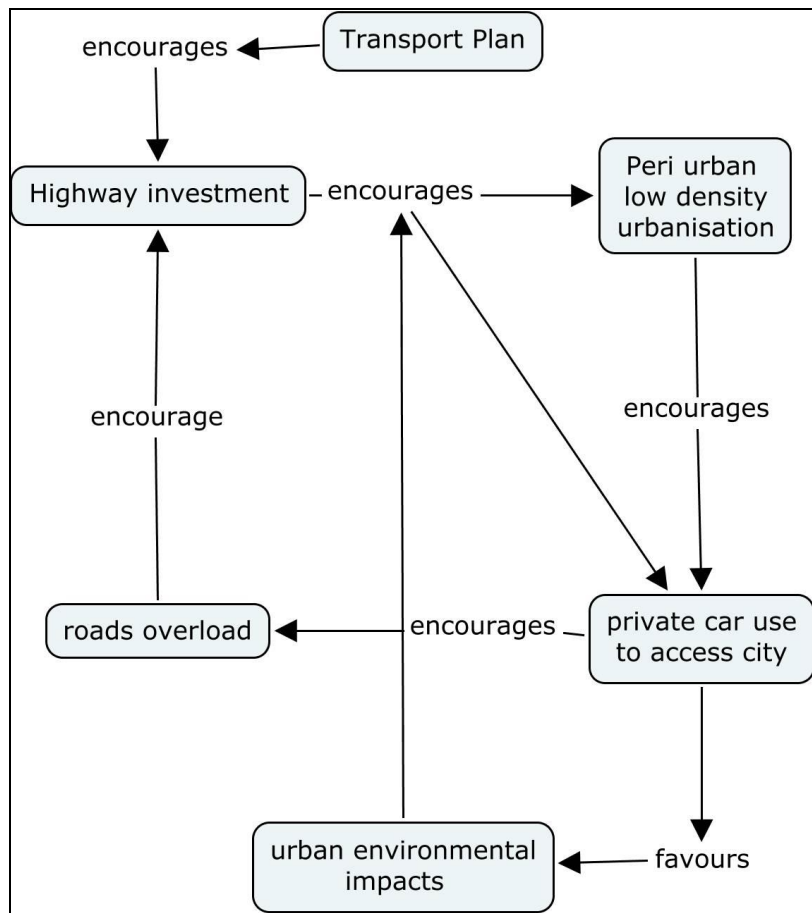 Transport Plan
encourages
Highway investment
encourages
Peri urban
low density
urbanisation
encourage
encourages
roads overload
encourages
private car use
to access city
urban environmental
impacts
favours